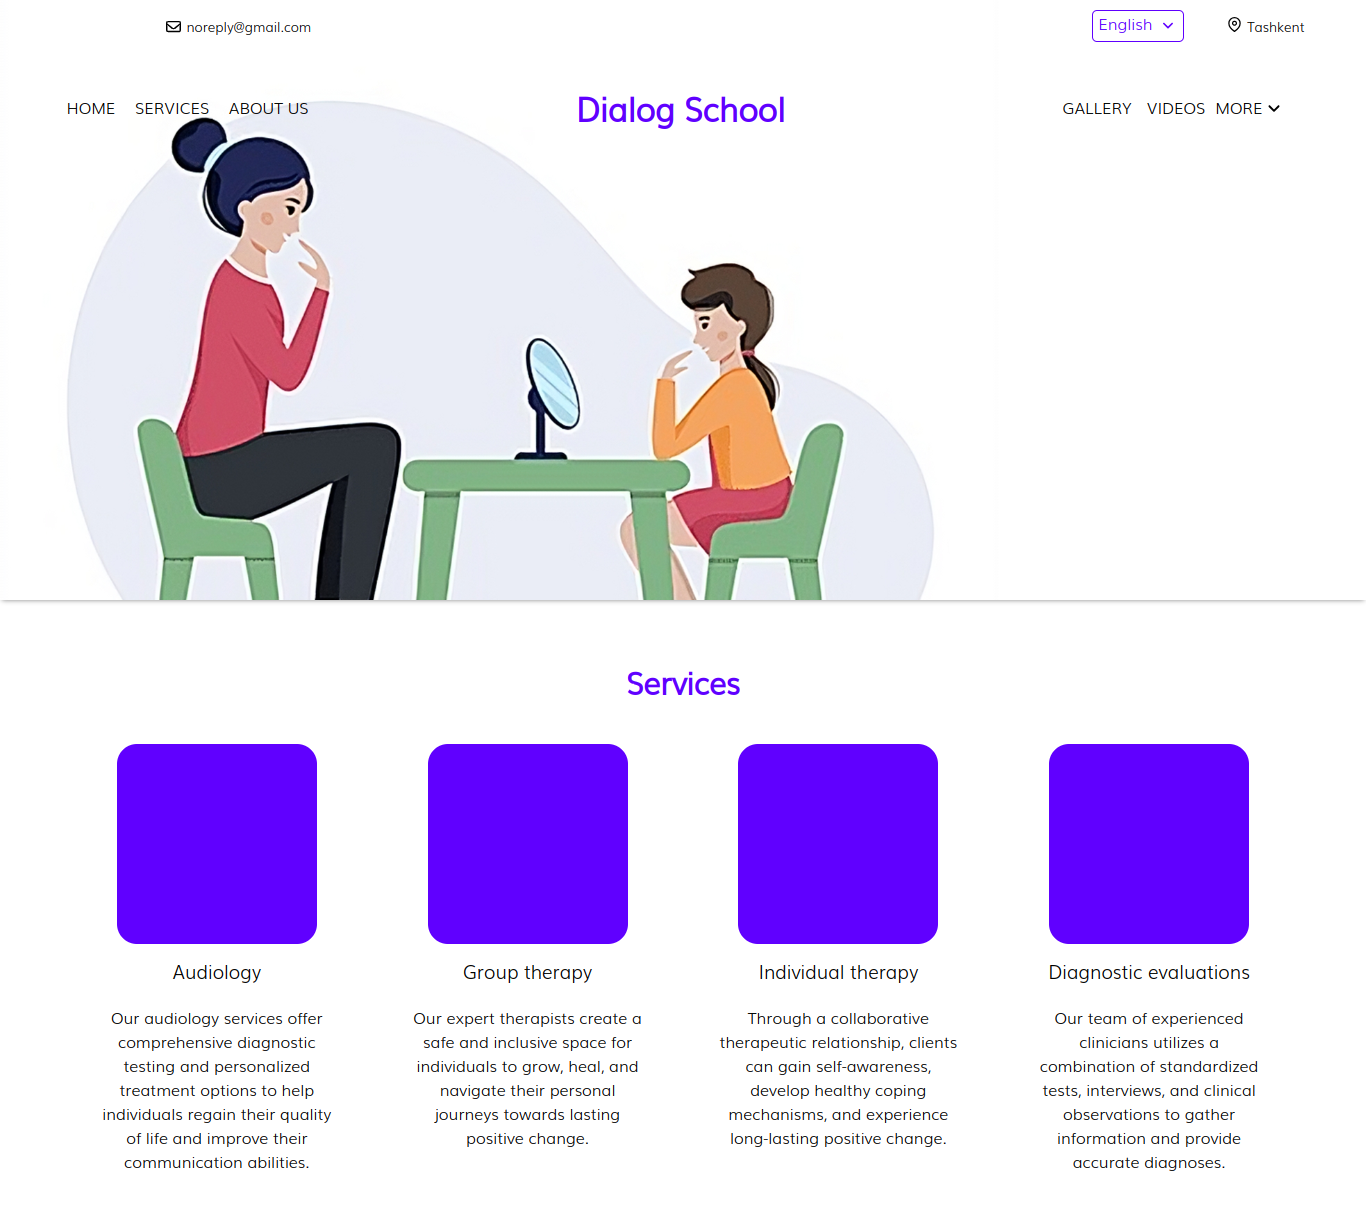 noreply@gmail.com
English
Tashkent
HOME SERVICES ABOUT US
Dialog School
GALLERY VIDEOS MORE
Services
Audiology
Our audiology services offer
comprehensive diagnostic
testing and personalized
treatment options to help
individuals regain their quality
of life and improve their
communication abilities.
Group therapy
Our expert therapists create a
safe and inclusive space for
individuals to grow, heal, and
navigate their personal
journeys towards lasting
positive change.
Individual therapy
Through a collaborative
therapeutic relationship, clients
can gain self-awareness,
develop healthy coping
mechanisms, and experience
long-lasting positive change.
Diagnostic evaluations
Our team of experienced
clinicians utilizes a
combination of standardized
tests, interviews, and clinical
observations to gather
information and provide
accurate diagnoses.